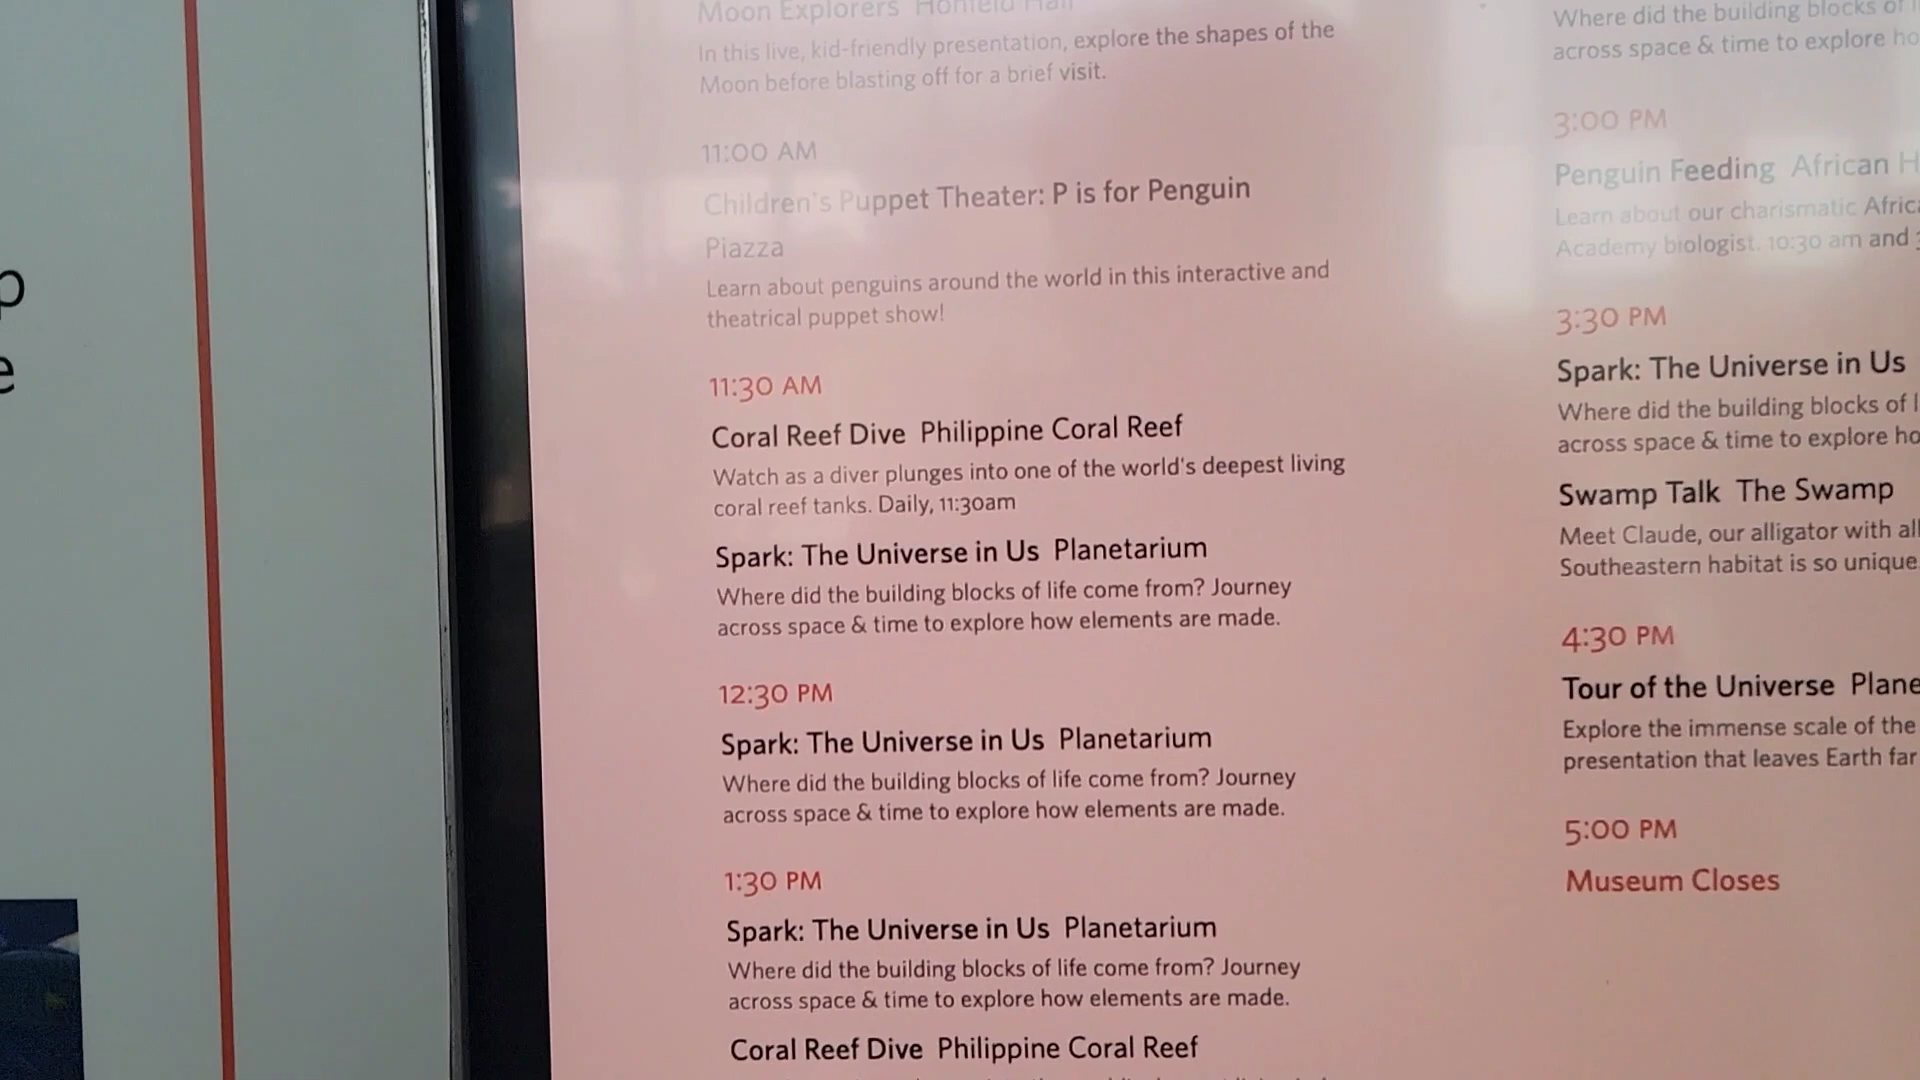 p
e
Moon Explorers Hohfeld Hall
In this live, kid-friendly presentation, explore the shapes of the
Moon before blasting off for a brief visit.
11:00 AM
Children's Puppet Theater: P is for Penguin
Piazza
Learn about penguins around the world in this interactive and
theatrical puppet show!
11:30 AM
Coral Reef Dive Philippine Coral Reef
Watch as a diver plunges into one of the world's deepest living
coral reef tanks. Daily, 11:30am
Spark: The Universe in Us Planetarium
Where did the building blocks of life come from? Journey
across space & time to explore how elements are made.
12:30 PM
Spark: The Universe in Us Planetarium
Where did the building blocks of life come from? Journey
across space & time to explore how elements are made.
1:30 PM
Spark: The Universe in Us Planetarium
Where did the building blocks of life come from? Journey
across space & time to explore how elements are made.
Coral Reef Dive Philippine Coral Reef
Where did the building blocks of
across space & time to explore ho
3:00 PM
Penguin Feeding African H
Learn about our charismatic Afric
Academy biologist. 10:30 am and 3
3:30 PM
Spark: The Universe in Us
Where did the building blocks of l
across space & time to explore ho
Swamp Talk The Swamp
Meet Claude, our alligator with al
Southeastern habitat is so unique
4:30 PM
Tour of the Universe Plane
Explore the immense scale of the
presentation that leaves Earth far
5:00 PM
Museum Closes